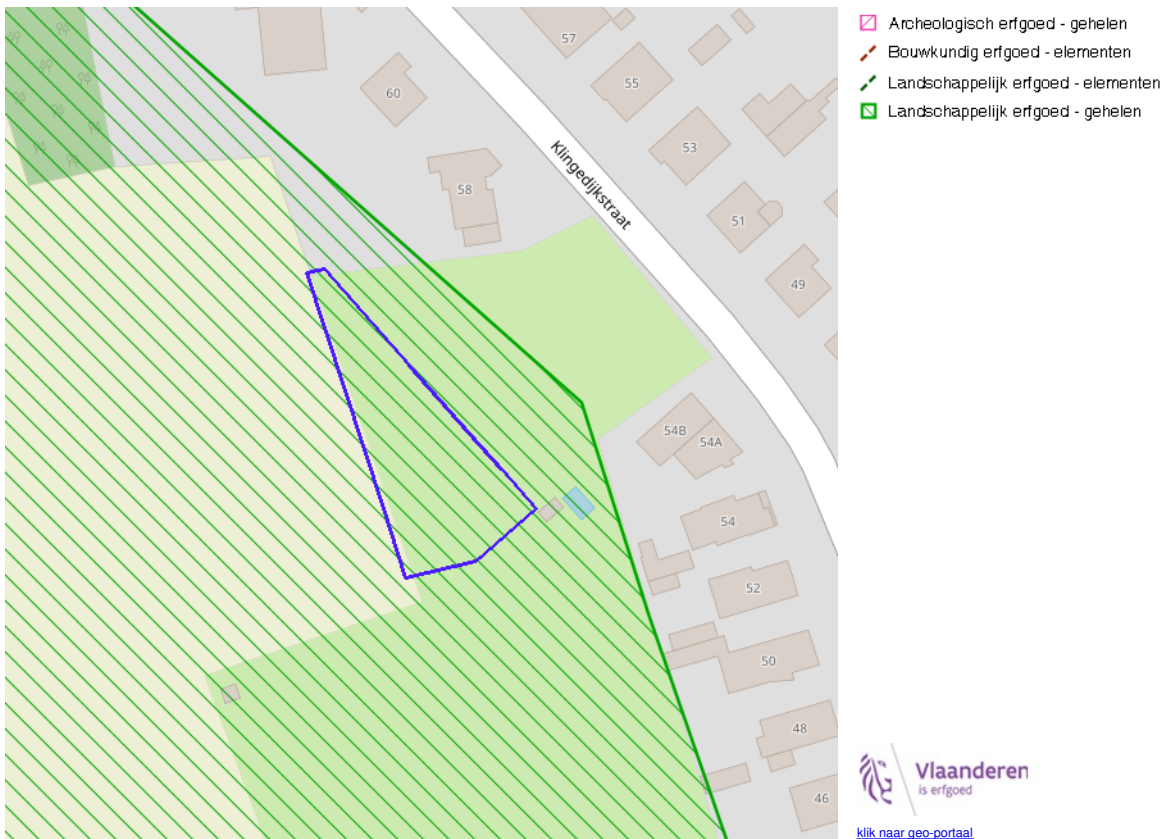 57
55
60
53
Klingedijkstraat
58
51
49
54B
54A
54
52
50
48
46
Archeologisch erfgoed - gehelen
Bouwkundig erfgoed - elementen
Landschappelijk erfgoed - elementen
Landschappelijk erfgoed - gehelen
Vlaanderen
is erfgoed
klik naar geo-portaal